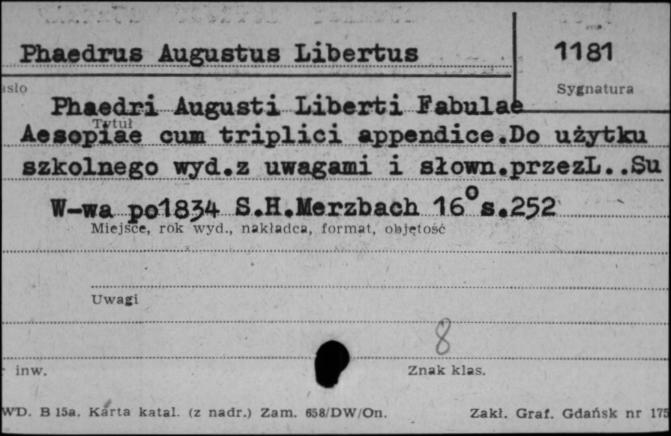 Phaedrus Augustus Libertus
1181
Sygnatura
Phaedri Augusti Liberti Fabulae
Tytuł
Aesopiae cum triplici appendice.Do użytku
szkolnego wyd.z uwagami i słown.przezL..Su
W-wa po1834 S.H.Merzbach 16°s.252
Miejsce, rok wyd., nakładca, format, objętość
Uwagi
8
inw.
Znak klas.
WD. B 15a. Karta katal. (z nadr.) Zam. 658/DW/On.
Zakł. Graf. Gdańsk nr 175